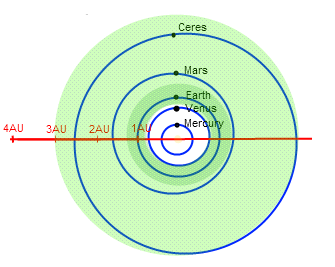 Ceres
Mars
Earth
Venus
Mercury
4AU 3AU 2AU 1AU